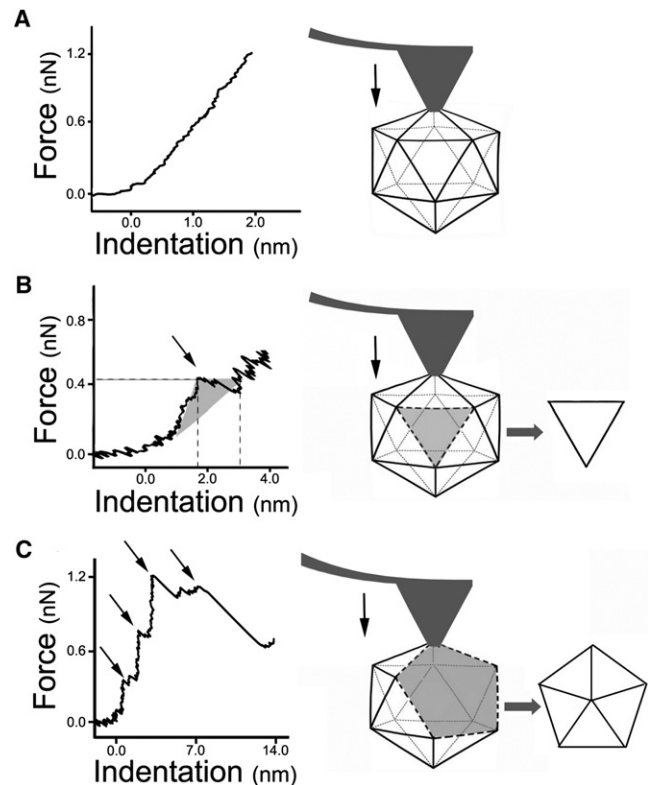 A
Force (nN)
1.2
0.6
0.0
0.0 1.0 2.0
Indentation (nm)
B
Force (nN)
0.8
0.4
0.0
0.0 2.0 4.0
Indentation (nm)
C
Force (nN)
1.2
0.6
0.0
0.0 7.0 14.0
Indentation (nm)